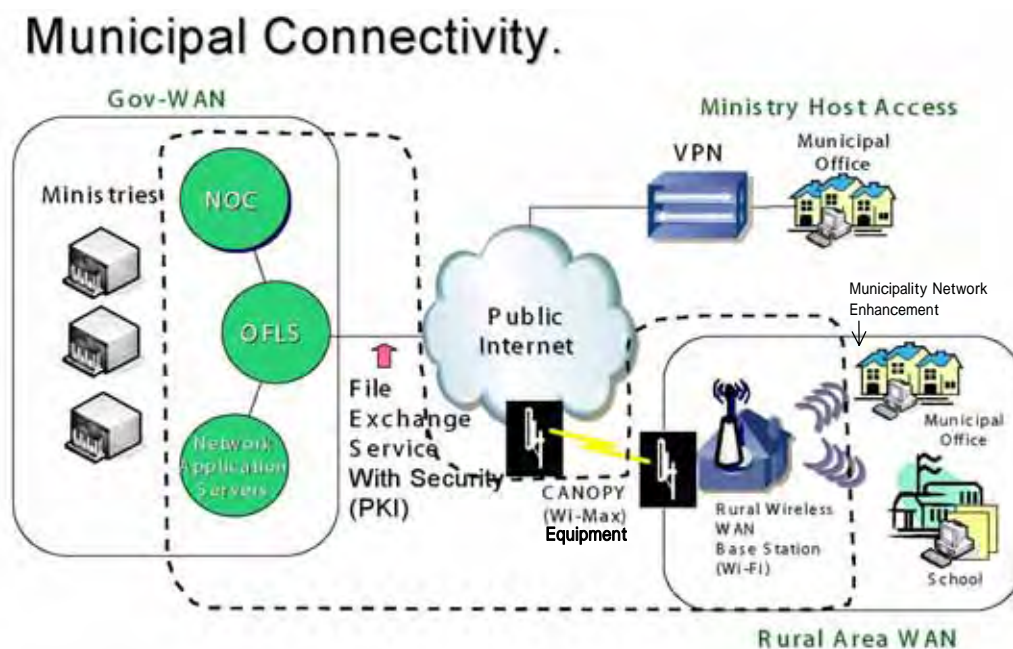 Municipal Connectivity.
Gov-WAN
Ministry Host Access
Ministries
NOC
OFLS
Network
Application
Servers
File
Exchange
Service
With Security
(PKI)
Public
Internet
VPN
Municipal
Office
Municipality Network
Enhancement
CANOPY
(Wi-Max)
Equipment
Rural Wireless
WAN
Base Station
(Wi-Fi)
Municipal
Office
School
Rural Area WAN